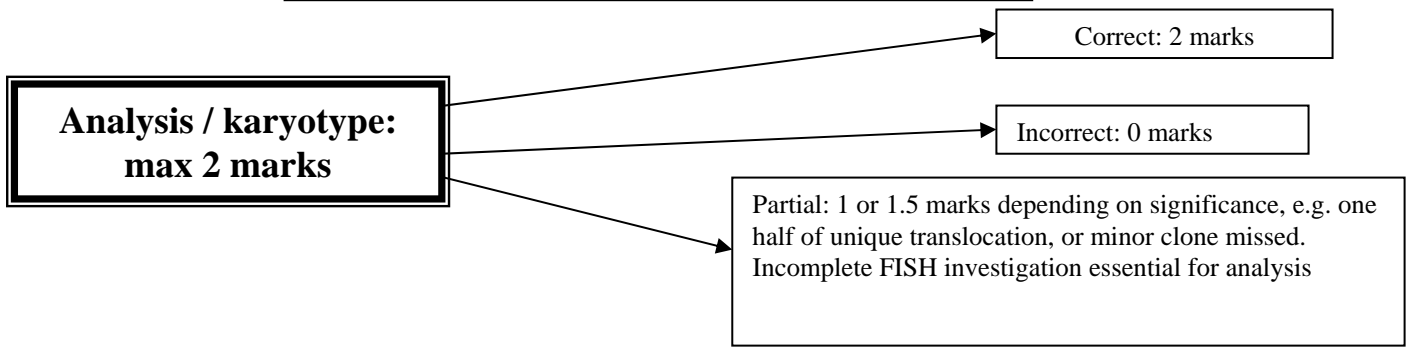 Correct: 2 marks
Analysis / karyotype:
max 2 marks
Incorrect: 0 marks
Partial: 1 or 1.5 marks depending on significance, e.g. one
half of unique translocation, or minor clone missed.
Incomplete FISH investigation essential for analysis